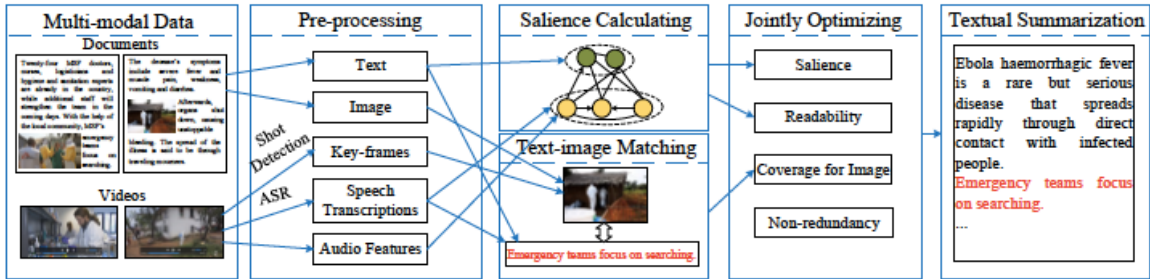 Multi-modal Data
Documents
Twenty-four MSF doctors,
nurses, logisticians and
hygiene and sanitation experts
are already in the country,
while additional staff will
strengthen the team in the
coming days. With the help of
the local community, MSF's
emergency
teams
focus on
searching.
The disease's symptoms
include severe fever and
muscle pain, weakness,
vomiting and diarrhea.
Afterwards,
organs shut
down, causing
unstoppable
bleeding. The spread of the
illness is said to be through
traveling mourners.
Videos
Shot
Detection
ASR
Pre-processing
Text
Image
Key-frames
Speech
Transcriptions
Audio Features
Salience Calculating
Text-image Matching
Emergency teams focus on searching.
Jointly Optimizing
Salience
Readability
Coverage for Image
Non-redundancy
Textual Summarization
Ebola haemorrhagic fever
is a rare but serious
disease that spreads
rapidly through direct
contact with infected
people.
Emergency teams focus
on searching.
...